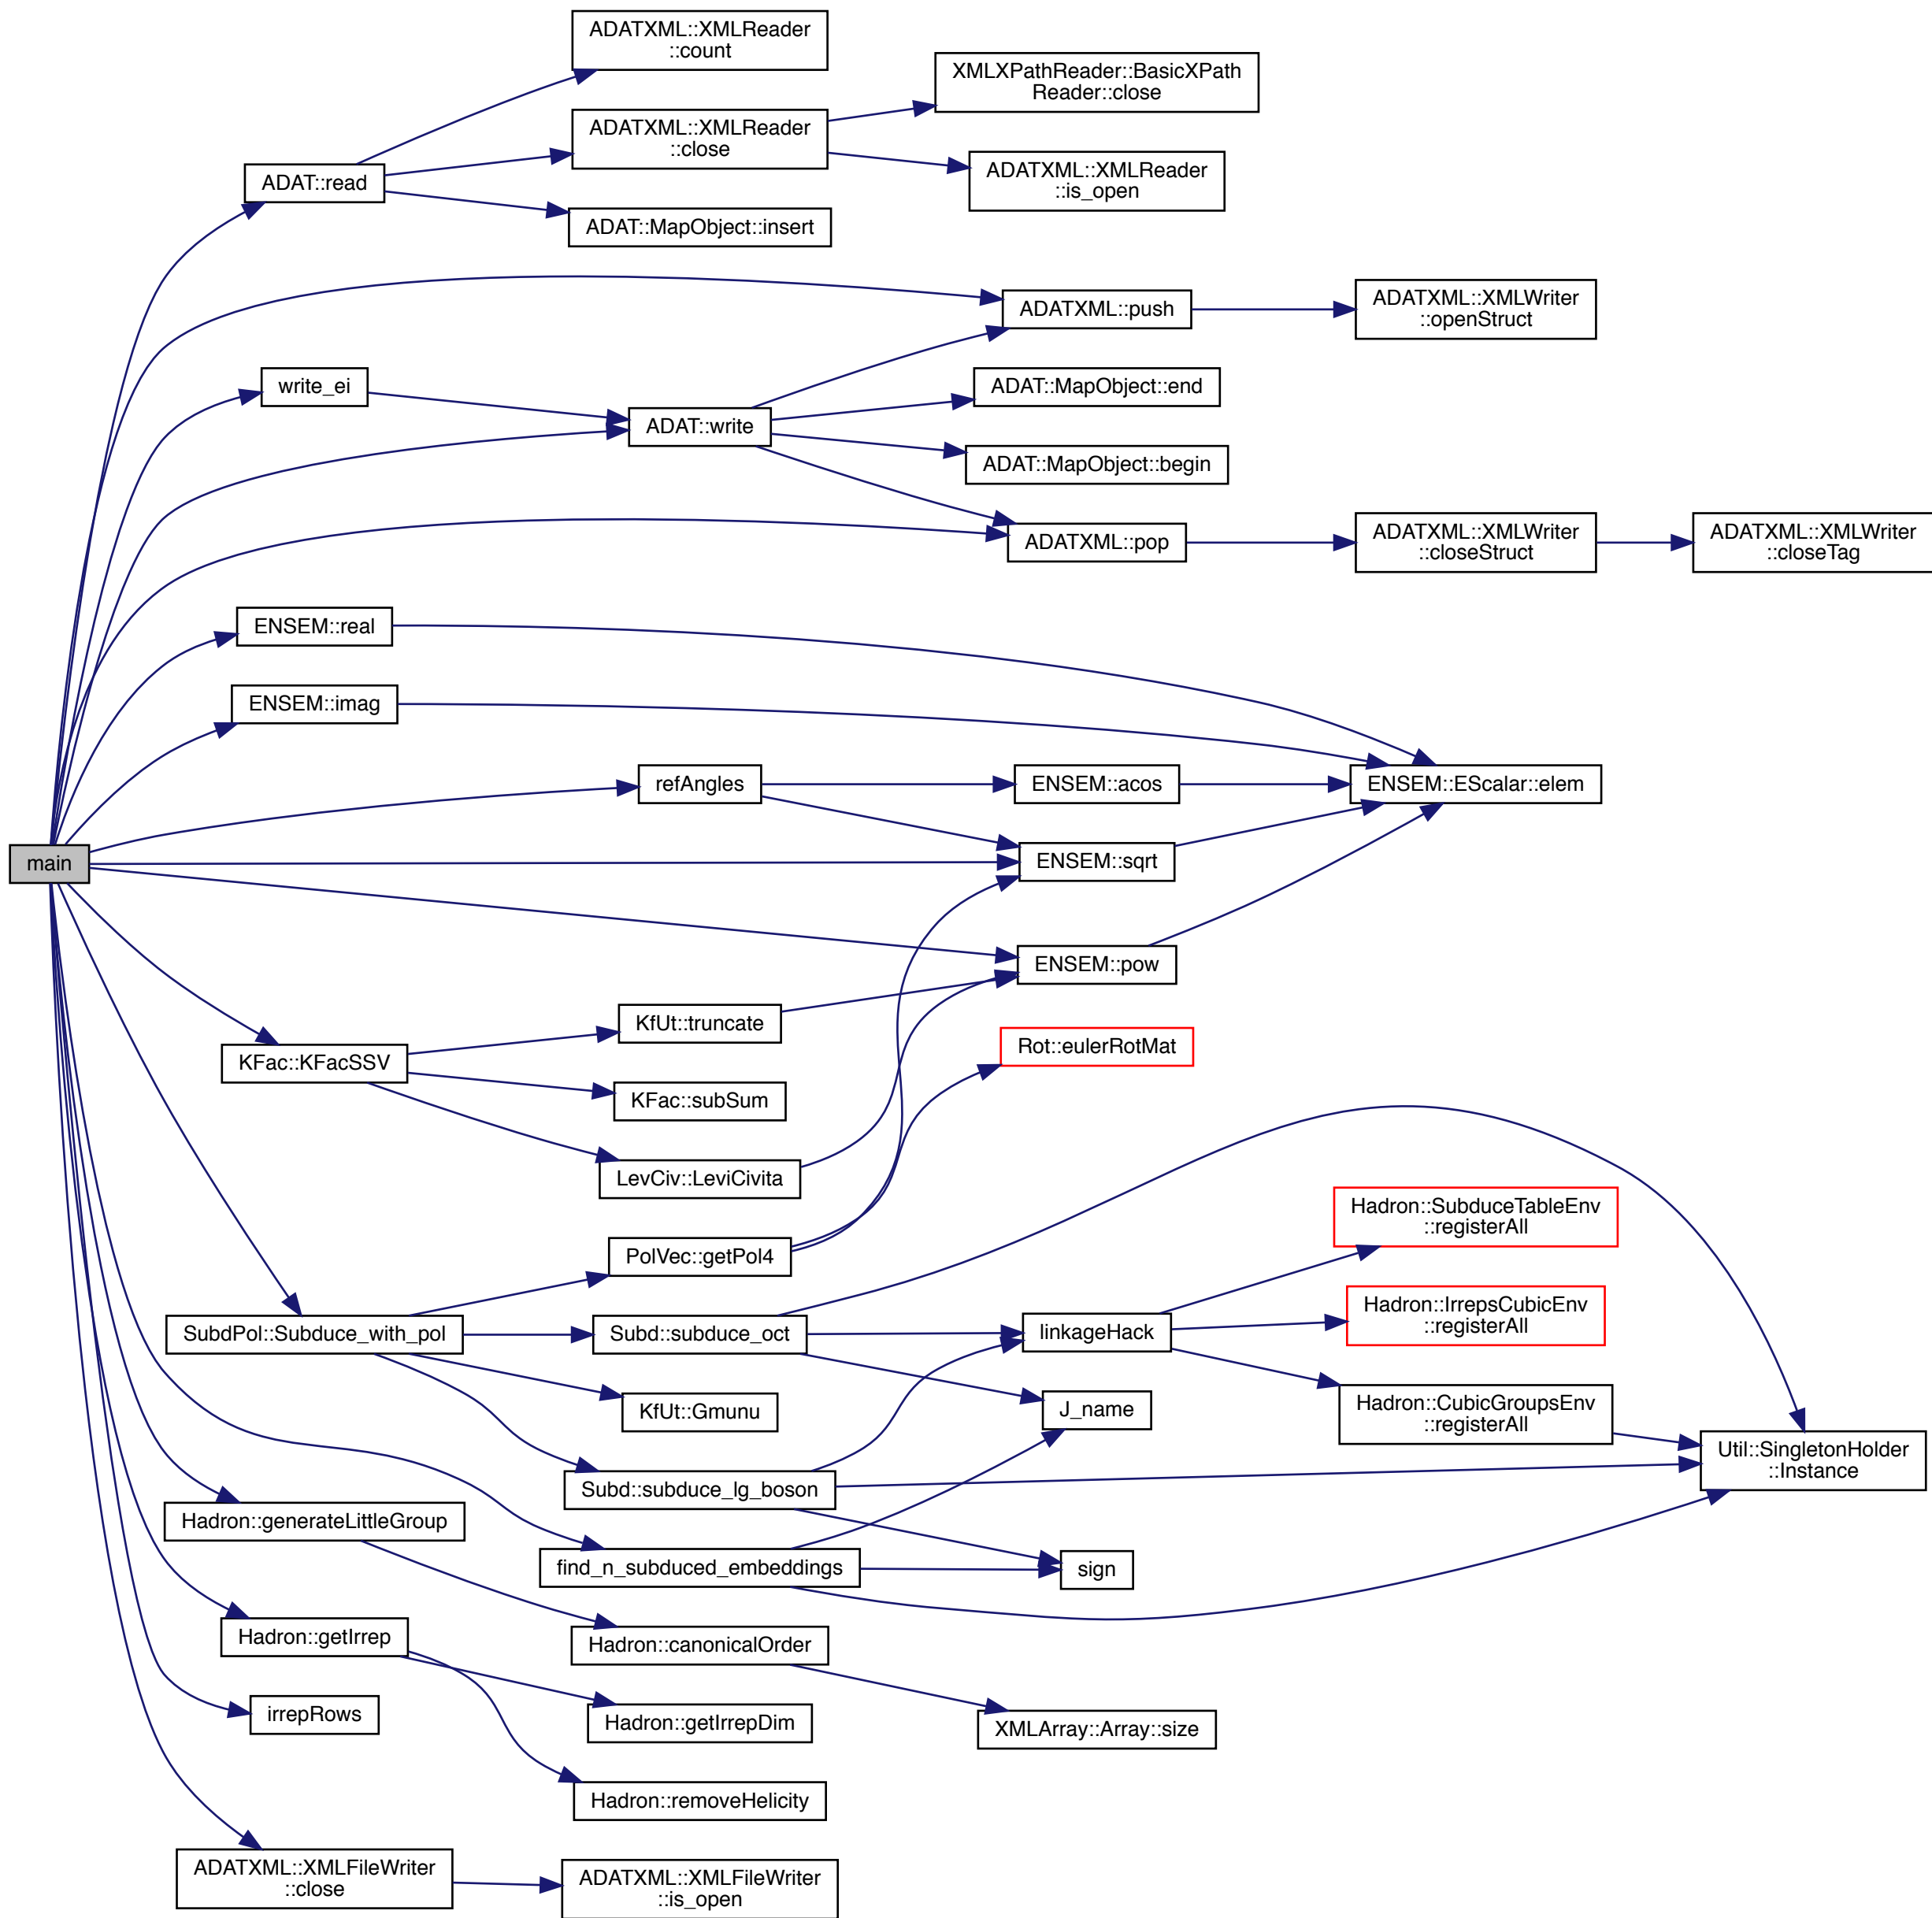 ADATXML::XMLReader
::count
XMLXPathReader::BasicXPath
Reader::close
ADATXML::XMLReader
::close
ADATXML::XMLReader
::is_open
ADAT::read
ADAT::MapObject::insert
ADATXML::push
ADATXML::XMLWriter
::openStruct
write_ei
ADAT::MapObject::end
ADAT::write
ADAT::MapObject::begin
ADATXML::pop
ADATXML::XMLWriter
::closeStruct
ADATXML::XMLWriter
::closeTag
ENSEM::real
ENSEM::imag
refAngles
ENSEM::acos
ENSEM::EScalar::elem
main
ENSEM::sqrt
ENSEM::pow
KfUt::truncate
Rot::eulerRotMat
KFac::KFacSSV
KFac::subSum
LevCiv::LeviCivita
Hadron::SubduceTableEnv
::registerAll
PolVec::getPol4
Hadron::IrrepsCubicEnv
::registerAll
SubdPol::Subduce_with_pol
Subd::subduce_oct
linkageHack
KfUt::Gmunu
J_name
Hadron::CubicGroupsEnv
::registerAll
Util::SingletonHolder
::Instance
Subd::subduce_lg_boson
Hadron::generateLittleGroup
find_n_subduced_embeddings
sign
Hadron::getIrrep
Hadron::canonicalOrder
irrepRows
Hadron::getIrrepDim
XMLArray::Array::size
Hadron::removeHelicity
ADATXML::XMLFileWriter
::close
ADATXML::XMLFileWriter
::is_open